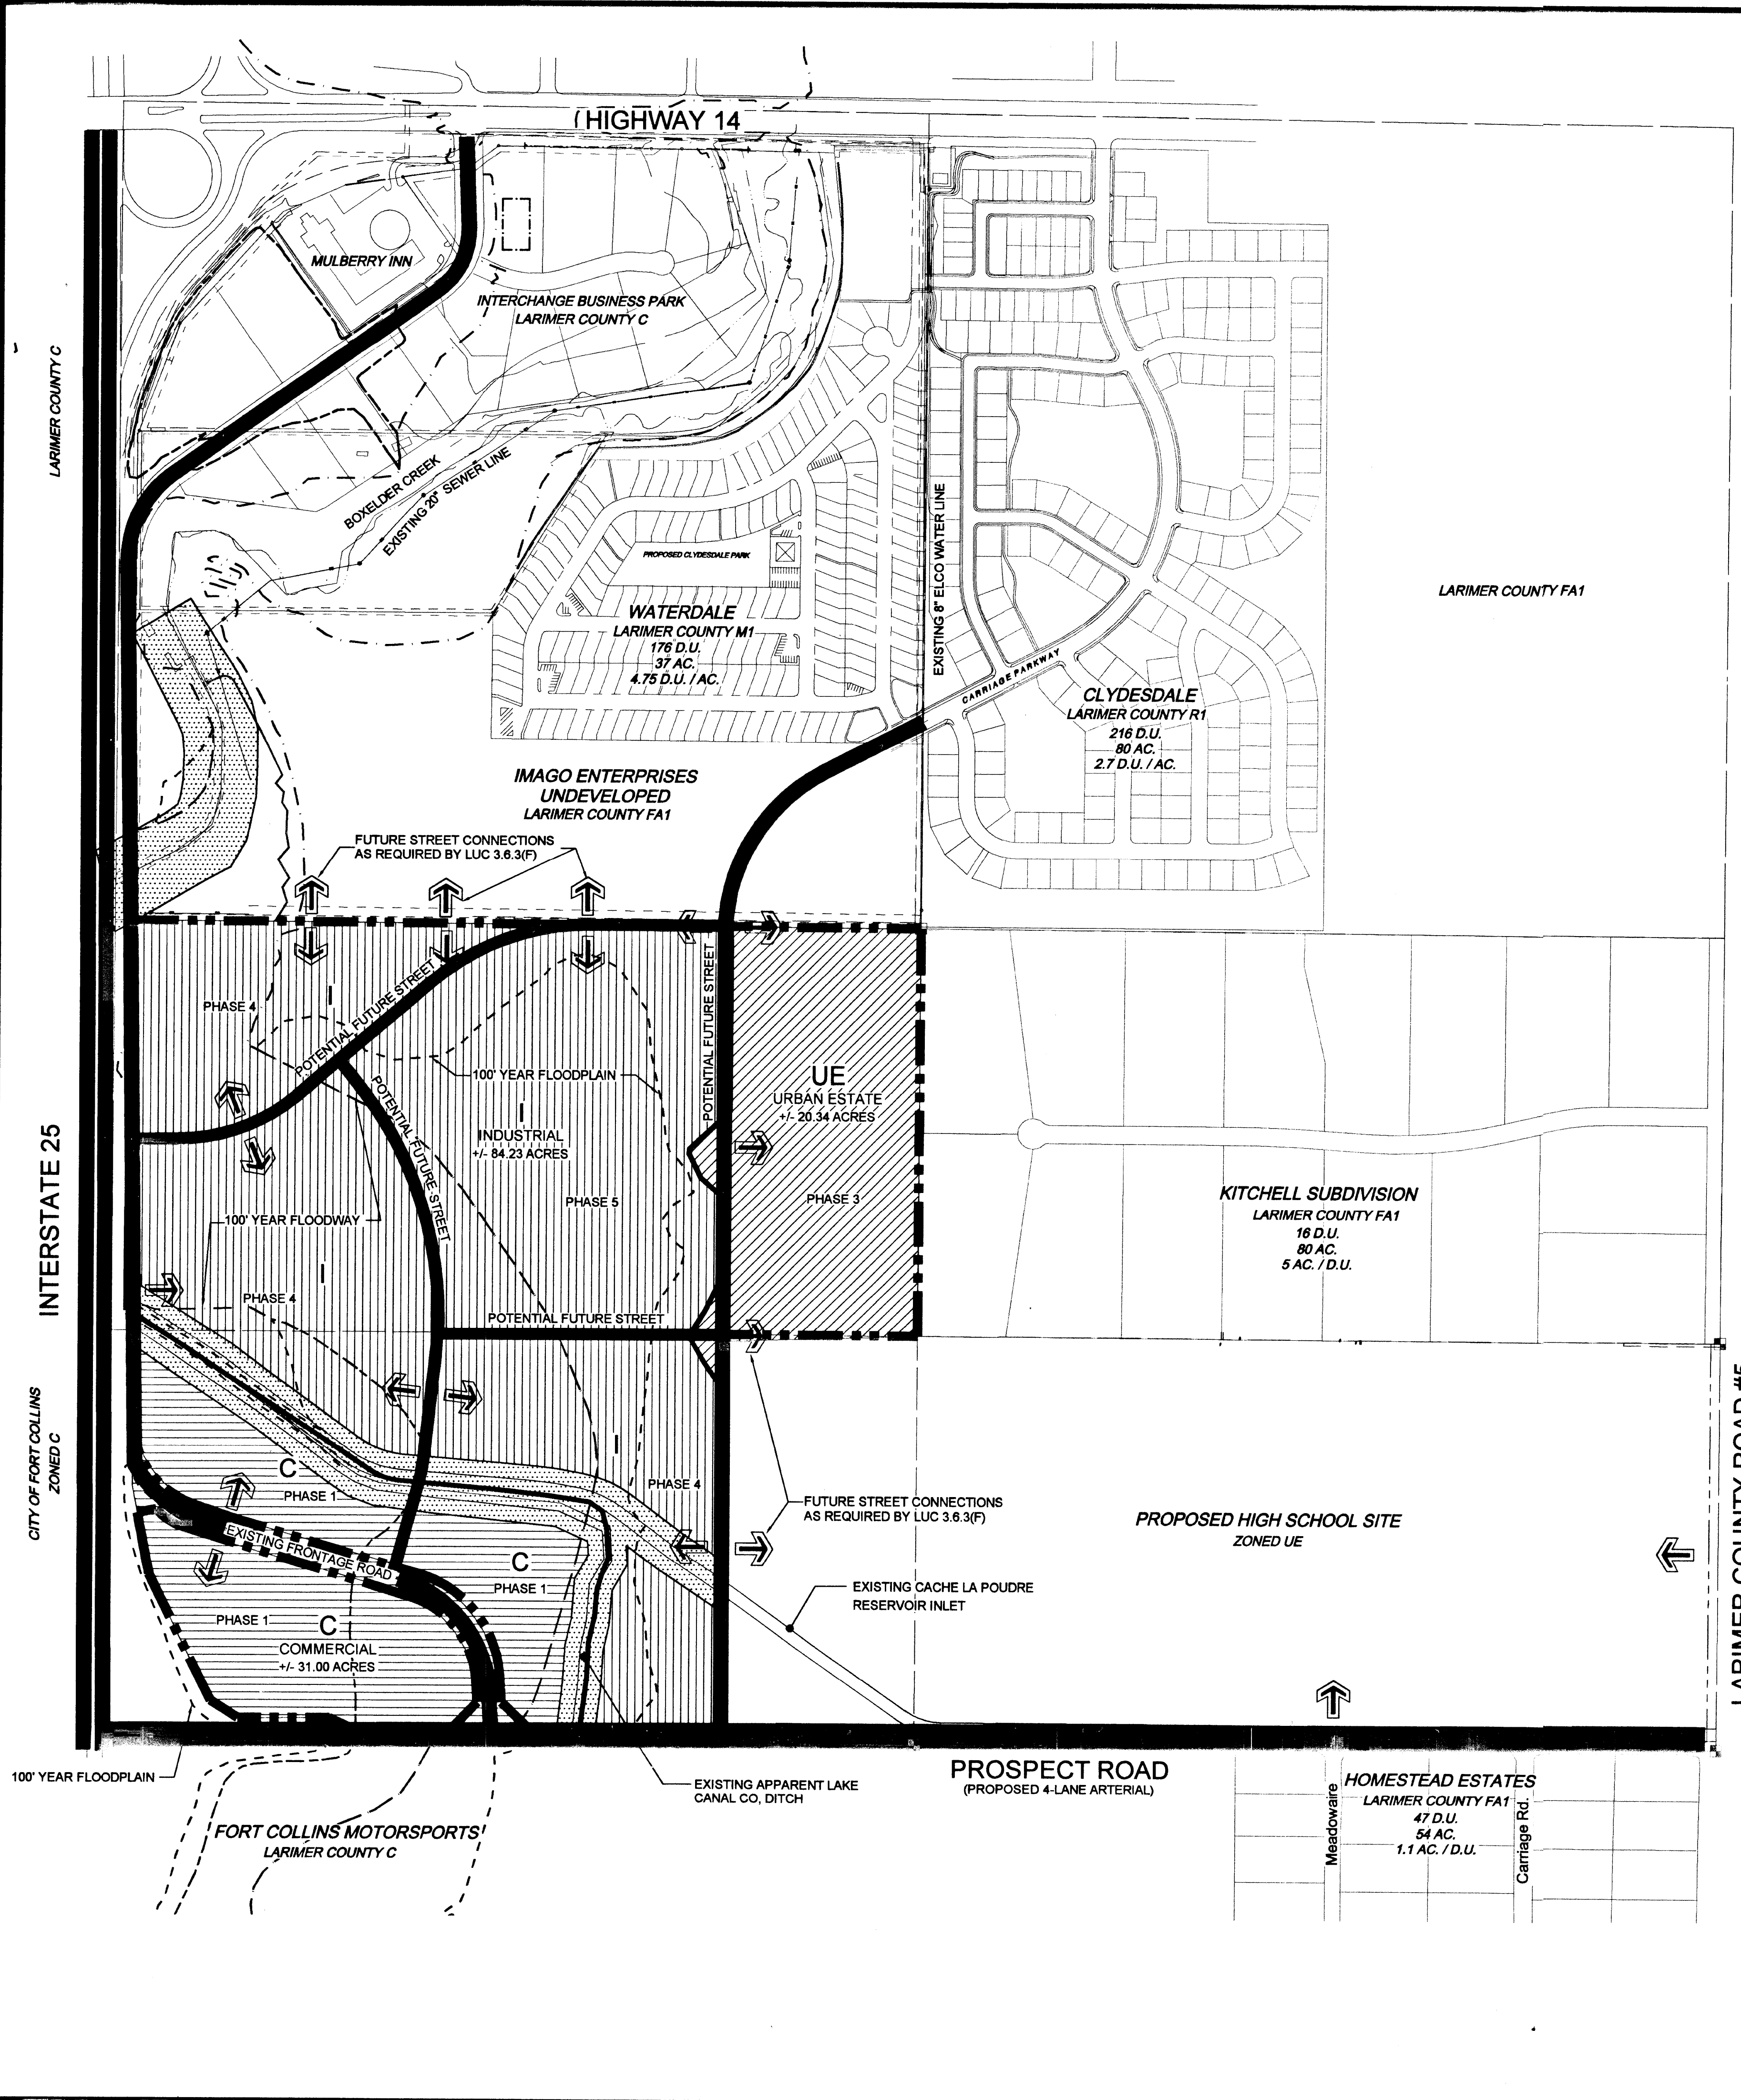 HIGHWAY 14
MULBERRY INN
INTERCHANGE BUSINESS PARK
LARIMER COUNTY C
LARIMER COUNTY C
BOXELDER CREEK
EXISTING 20" SEWER LINE
EXISTING 8" ELCO WATER LINE
PROPOSED CLYDESDALE PARK
WATERDALE
LARIMER COUNTY M1
176 D.U.
37 AC.
4.75 D.U. / AC.
LARIMER COUNTY FA1
CARRIAGE PARKWAY
CLYDESDALE
LARIMER COUNTY R1
216 D.U.
80 AC.
2.7 D.U. / AC.
IMAGO ENTERPRISES
UNDEVELOPED
LARIMER COUNTY FA1
FUTURE STREET CONNECTIONS
AS REQUIRED BY LUC 3.6.3(F)
PHASE 4
I
POTENTIAL FUTURE STREET
POTENTIAL FUTURE STREET
POTENTIAL FUTURE STREET
100' YEAR FLOODPLAIN
I
INDUSTRIAL
+/- 84.23 ACRES
PHASE 5
UE
URBAN ESTATE
+/- 20.34 ACRES
PHASE 3
100' YEAR FLOODWAY
I
PHASE 4
POTENTIAL FUTURE STREET
KITCHELL SUBDIVISION
LARIMER COUNTY FA1
16 D.U.
80 AC.
5 AC. / D.U.
INTERSTATE 25
CITY OF FORT COLLINS
ZONED C
C
PHASE 1
I
PHASE 4
EXISTING FRONTAGE ROAD
C
PHASE 1
PHASE 1
C
COMMERCIAL
+/- 31.00 ACRES
FUTURE STREET CONNECTIONS
AS REQUIRED BY LUC 3.6.3(F)
PROPOSED HIGH SCHOOL SITE
ZONED UE
EXISTING CACHE LA POUDRE
RESERVOIR INLET
LARIMER COUNTY ROAD #5
100' YEAR FLOODPLAIN
EXISTING APPARENT LAKE
CANAL CO, DITCH
PROSPECT ROAD
(PROPOSED 4-LANE ARTERIAL)
FORT COLLINS MOTORSPORTS
LARIMER COUNTY C
Meadowaire
HOMESTEAD ESTATES
LARIMER COUNTY FA1
47 D.U.
54 AC.
1.1 AC. / D.U.
Carriage Rd.